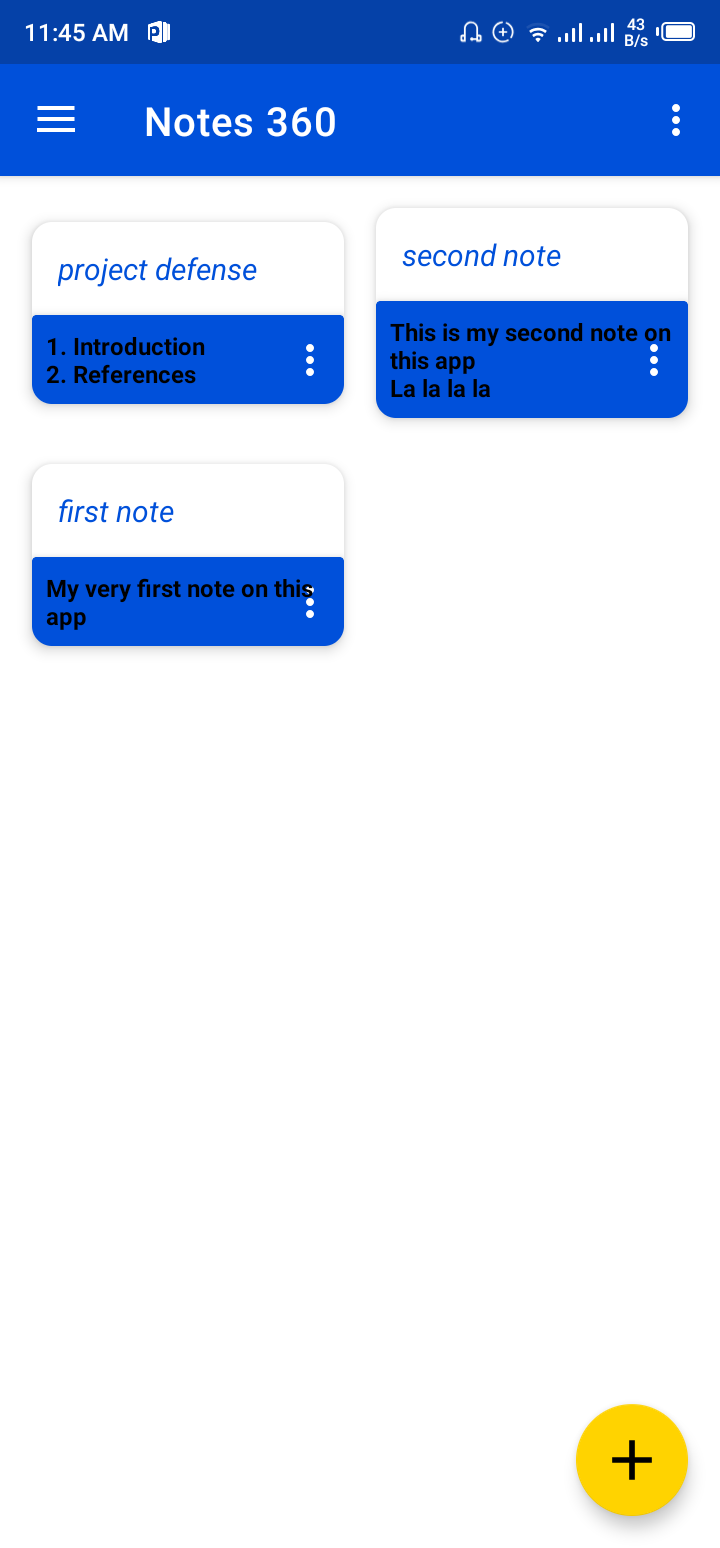 11:45 AM
43
B/s
Notes 360
project defense
1. Introduction
2. References
second note
This is my second note on
this app
La la la la
first note
My very first note on this
app